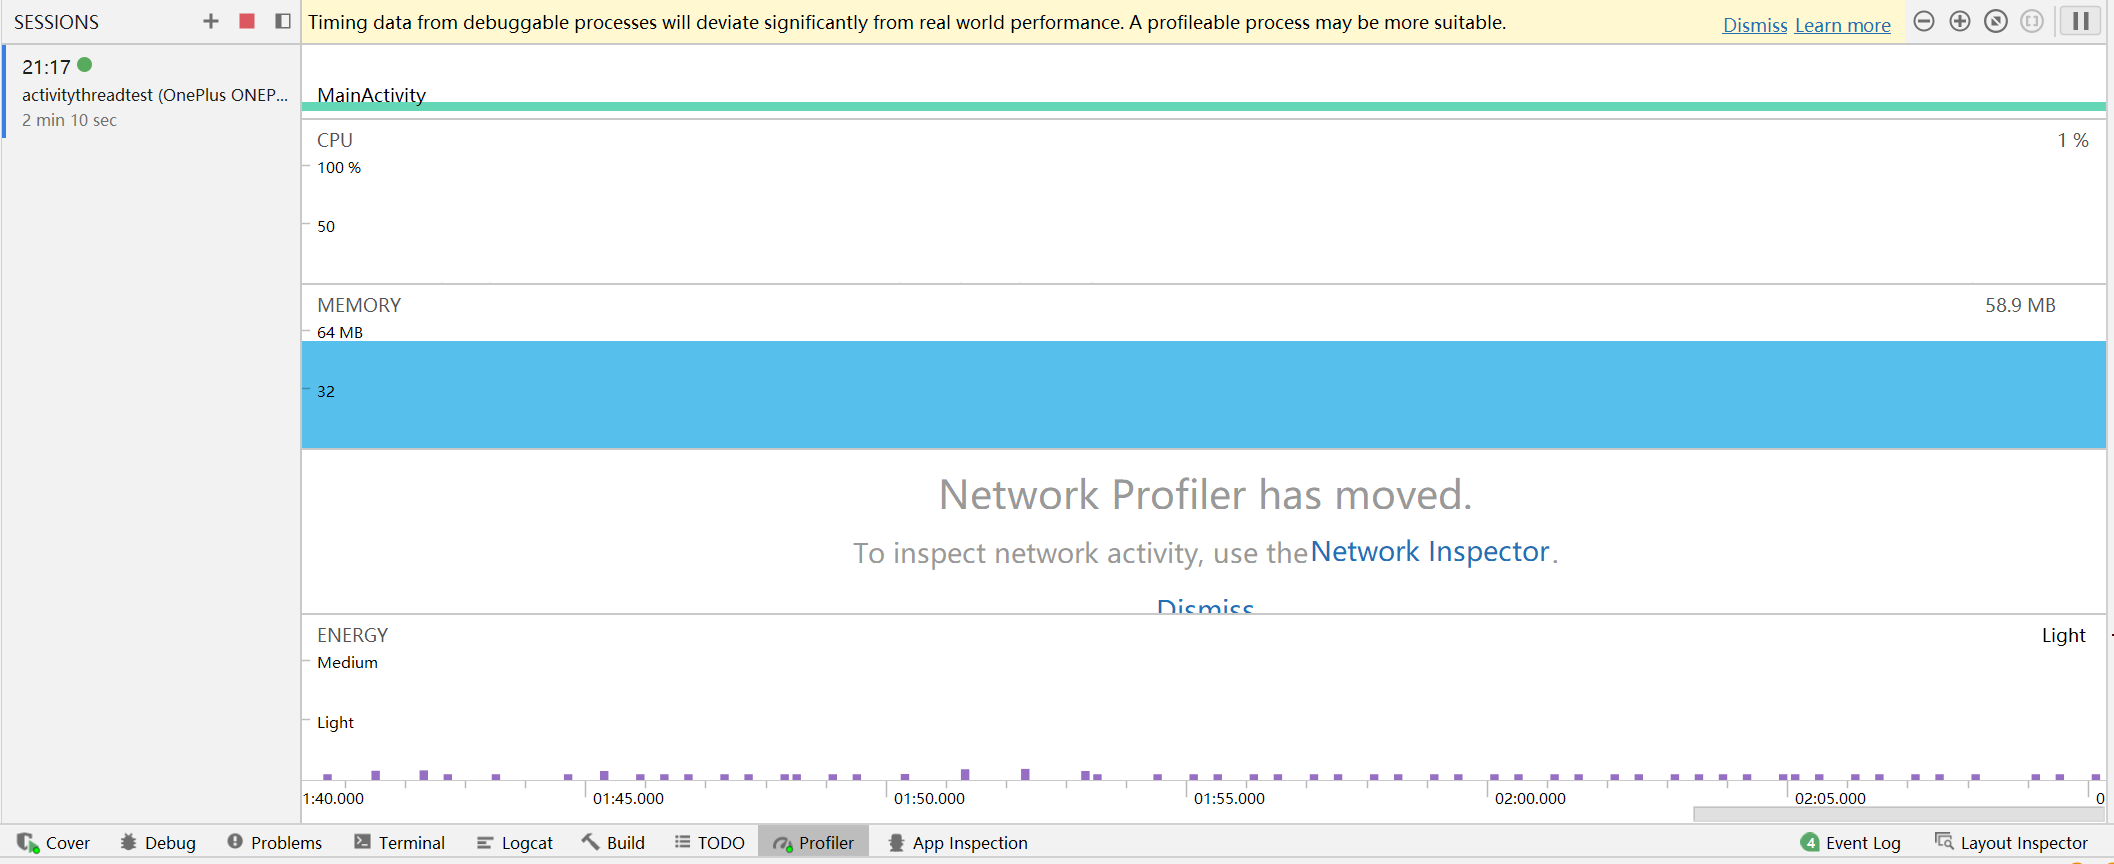 SESSIONS
Timing data from debuggable processes will deviate significantly from real world performance. A profileable process may be more suitable.
Dismiss Learn more
21:17
activitythreadtest (OnePlus ONEP...
2 min 10 sec
MainActivity
CPU
1 %
100 %
50
MEMORY
58.9 MB
64 MB
32
Network Profiler has moved.
To inspect network activity, use the Network Inspector.
Dismiss
ENERGY
Light
Medium
Light
1:40.000 01:45.000 01:50.000 01:55.000 02:00.000 02:05.000 0
Cover Debug Problems Terminal Logcat Build TODO Profiler App Inspection 4 Event Log Layout Inspector